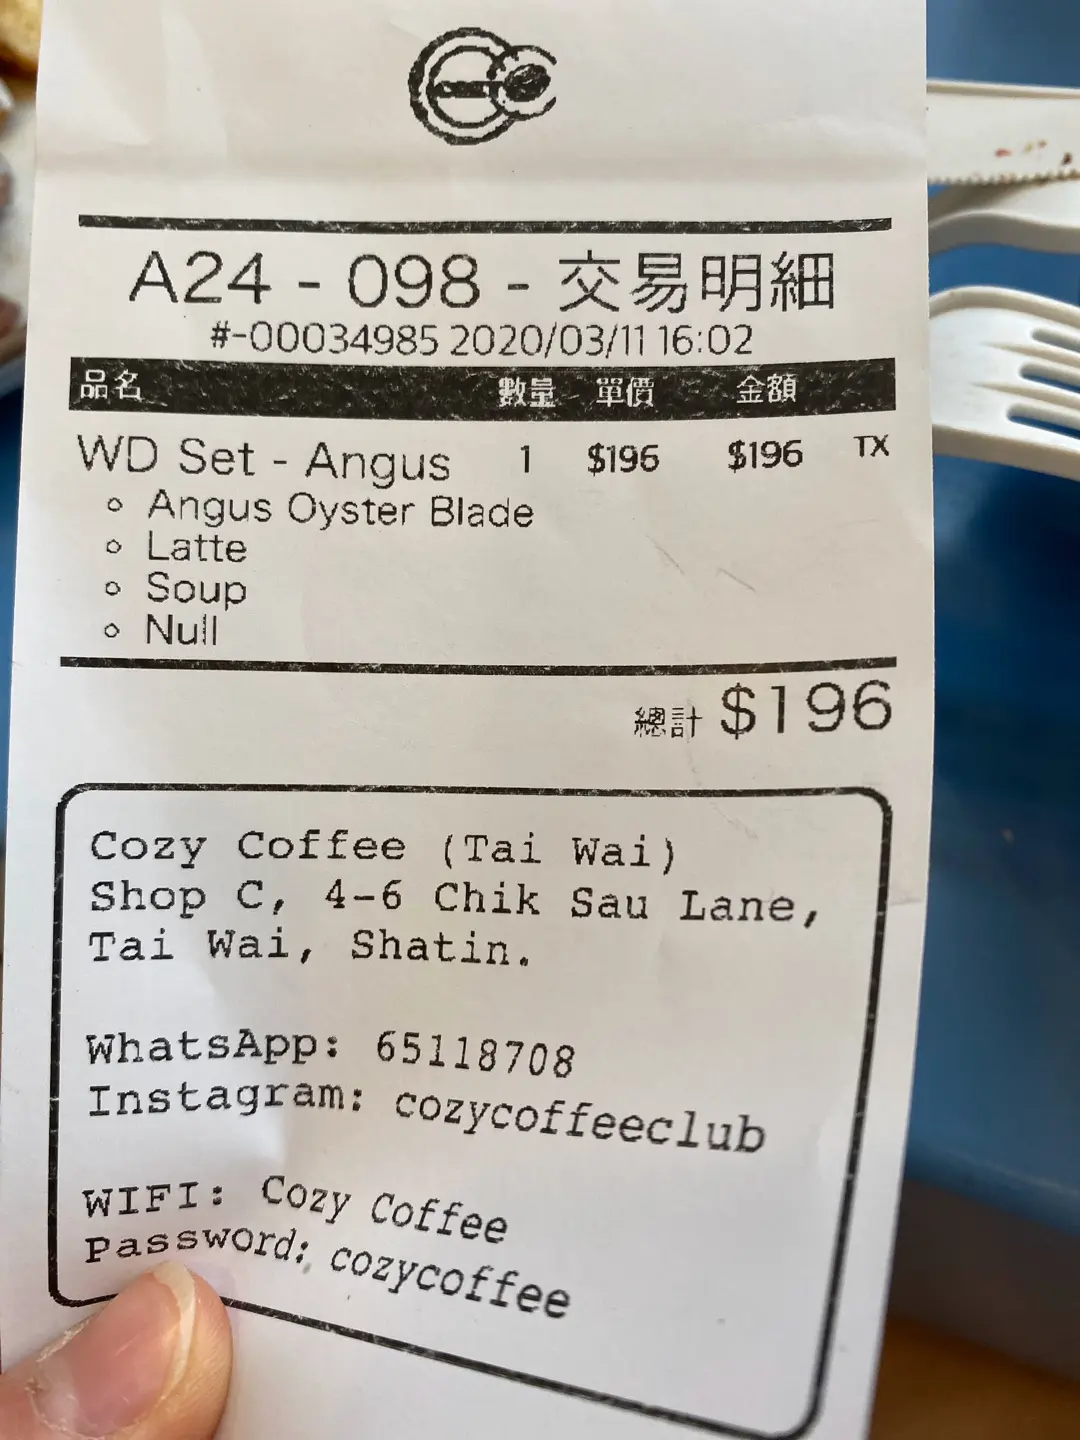 A24 - 098 - 交易明細
#-00034985 2020/03/11 16:02
品名 數量 單價 金額
WD Set - Angus 1 $196 $196 TX
◦ Angus Oyster Blade
◦ Latte
◦ Soup
◦ Null
總計 $196
Cozy Coffee (Tai Wai)
Shop C, 4-6 Chik Sau Lane,
Tai Wai, Shatin.
WhatsApp: 65118708
Instagram: cozycoffeeclub
WIFI: Cozy Coffee
Password: cozycoffee